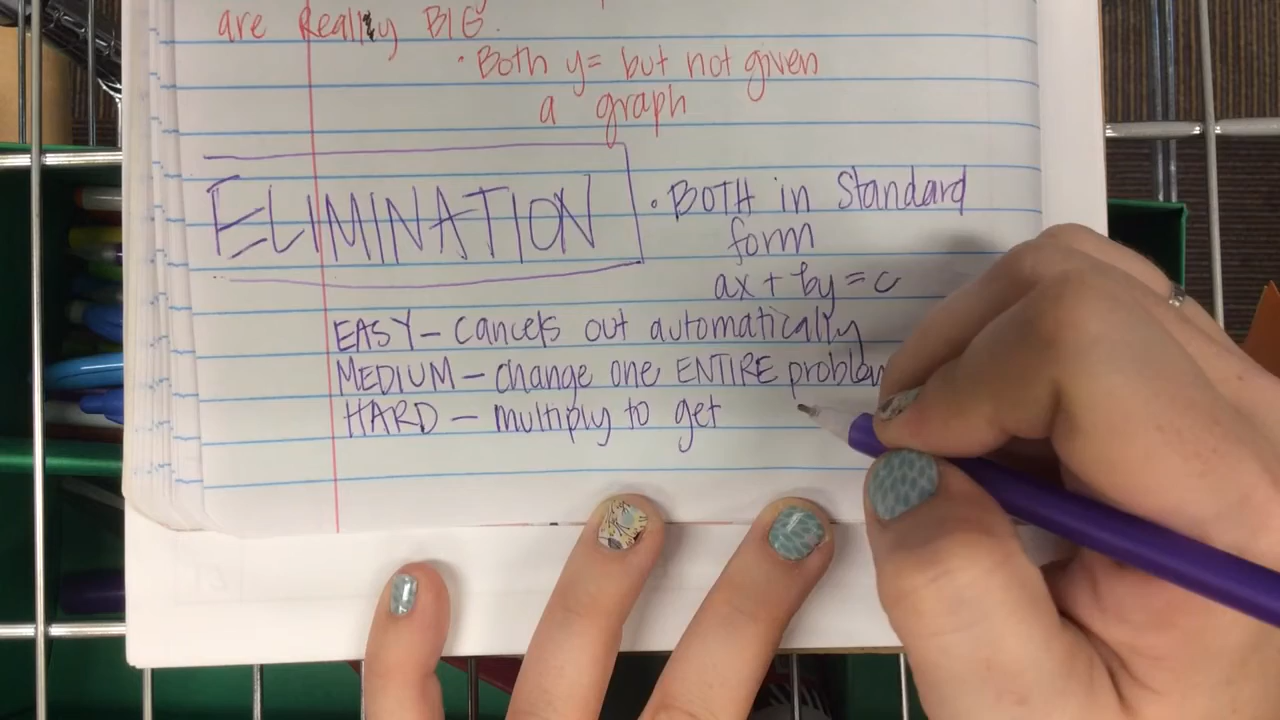 are Really BIG.
• Both y= but not given
a graph
ELIMINATION
• BOTH in Standard
form
ax + by = c
EASY - cancels out automatically
MEDIUM - change one ENTIRE problem
HARD - multiply to get